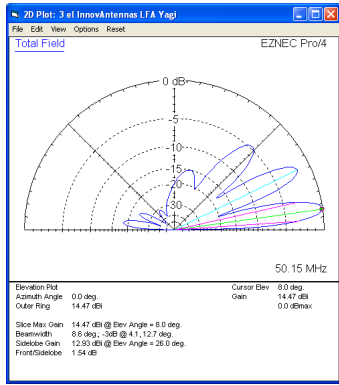 2D Plot: 3 el InnovAntennas LFA Yagi
File Edit View Options Reset
Total Field
EZNEC Pro/4
0 dB
-5
-10
-15
-20
-30
50.15 MHz
Elevation Plot
Azimuth Angle 0.0 deg.
Outer Ring 14.47 dBi
Cursor Elev 8.0 deg.
Gain 14.47 dBi
0.0 dBmax
Slice Max Gain 14.47 dBi @ Elev Angle = 8.0 deg.
Beamwidth 8.6 deg.; -3dB @ 4.1, 12.7 deg.
Sidelobe Gain 12.93 dBi @ Elev Angle = 26.0 deg.
Front/Sidelobe 1.54 dB